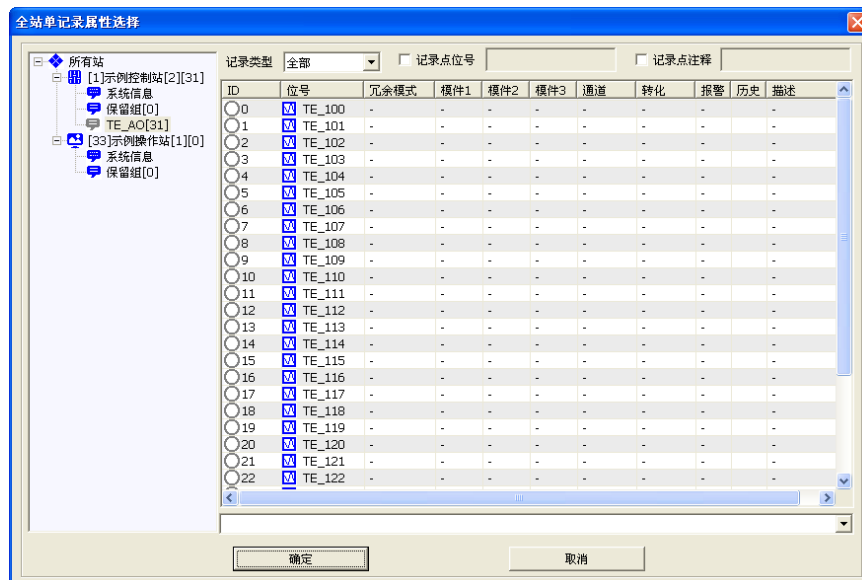 全站单记录属性选择
所有站
[1]示例控制站[2][31]
系统信息
保留组[0]
TE_AO[31]
[33]示例操作站[1][0]
系统信息
保留组[0]
记录类型 全部 记录点位号 记录点注释
ID 位号 冗余模式 模件1 模件2 模件3 通道 转化 报警 历史 描述
0 TE_100 - - - - - - - -
1 TE_101 - - - - - - - -
2 TE_102 - - - - - - - -
3 TE_103 - - - - - - - -
4 TE_104 - - - - - - - -
5 TE_105 - - - - - - - -
6 TE_106 - - - - - - - -
7 TE_107 - - - - - - - -
8 TE_108 - - - - - - - -
9 TE_109 - - - - - - - -
10 TE_110 - - - - - - - -
11 TE_111 - - - - - - - -
12 TE_112 - - - - - - - -
13 TE_113 - - - - - - - -
14 TE_114 - - - - - - - -
15 TE_115 - - - - - - - -
16 TE_116 - - - - - - - -
17 TE_117 - - - - - - - -
18 TE_118 - - - - - - - -
19 TE_119 - - - - - - - -
20 TE_120 - - - - - - - -
21 TE_121 - - - - - - - -
22 TE_122 - - - - - - - -
确定 取消